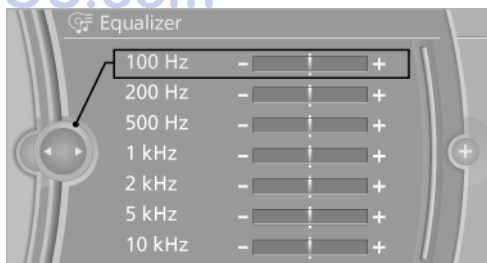 Equalizer
100 Hz - +
200 Hz - +
500 Hz - +
1 kHz - +
2 kHz - +
5 kHz - +
10 kHz - +
+